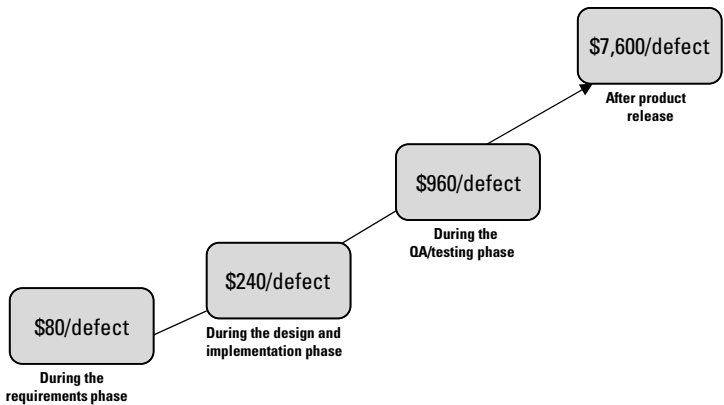 $7,600/defect
After product
release
$960/defect
During the
QA/testing phase
$240/defect
During the design and
implementation phase
$80/defect
During the
requirements phase